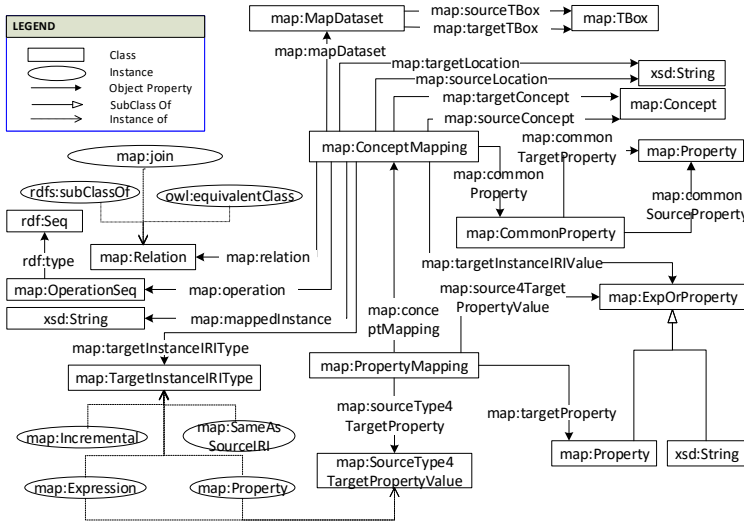 LEGEND
Class
Instance
Object Property
SubClass Of
Instance of
map:MapDataset
map:sourceTBox
map:targetTBox
map:TBox
map:mapDataset
map:targetLocation
map:sourceLocation
xsd:String
map:targetConcept
map:sourceConcept
map:Concept
map:ConceptMapping
map:join
rdfs:subClassOf
owl:equivalentClass
map:common
TargetProperty
map:Property
map:common
Property
map:common
SourceProperty
rdf:Seq
map:CommonProperty
rdf:type
map:Relation
map:relation
map:targetInstanceIRIValue
map:OperationSeq
map:operation
map:source4Target
PropertyValue
map:ExpOrProperty
xsd:String
map:mappedInstance
map:conce
ptMapping
map:targetInstanceIRIType
map:TargetInstanceIRIType
map:PropertyMapping
map:Incremental
map:SameAs
SourceIRI
map:sourceType4
TargetProperty
map:targetProperty
map:Property
xsd:String
map:Expression
map:Property
map:SourceType4
TargetPropertyValue